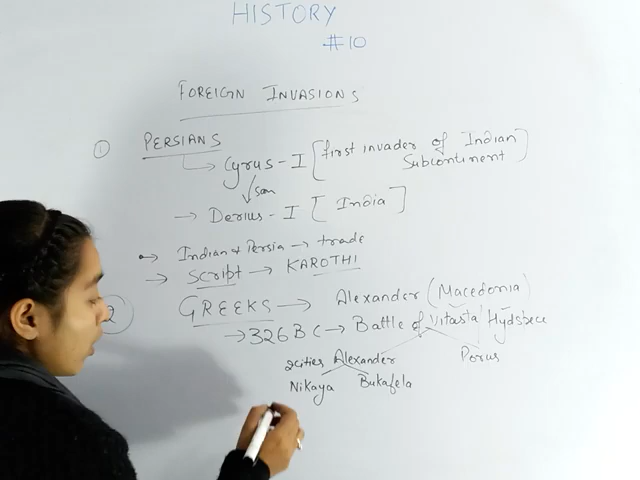 HISTORY
#10
FOREIGN INVASIONS
① PERSIANS
↳ Cyrus - I [first invader of Indian Subcontinent]
↓ son
→ Derius - I [India]
→ Indian & Persia → trade
→ Script → KAROTHI
② GREEKS → Alexander (Macedonia)
→ 326 BC → Battle of Vitasta / Hydsbece
2cities Alexander Porus
Nikaya Bukafela